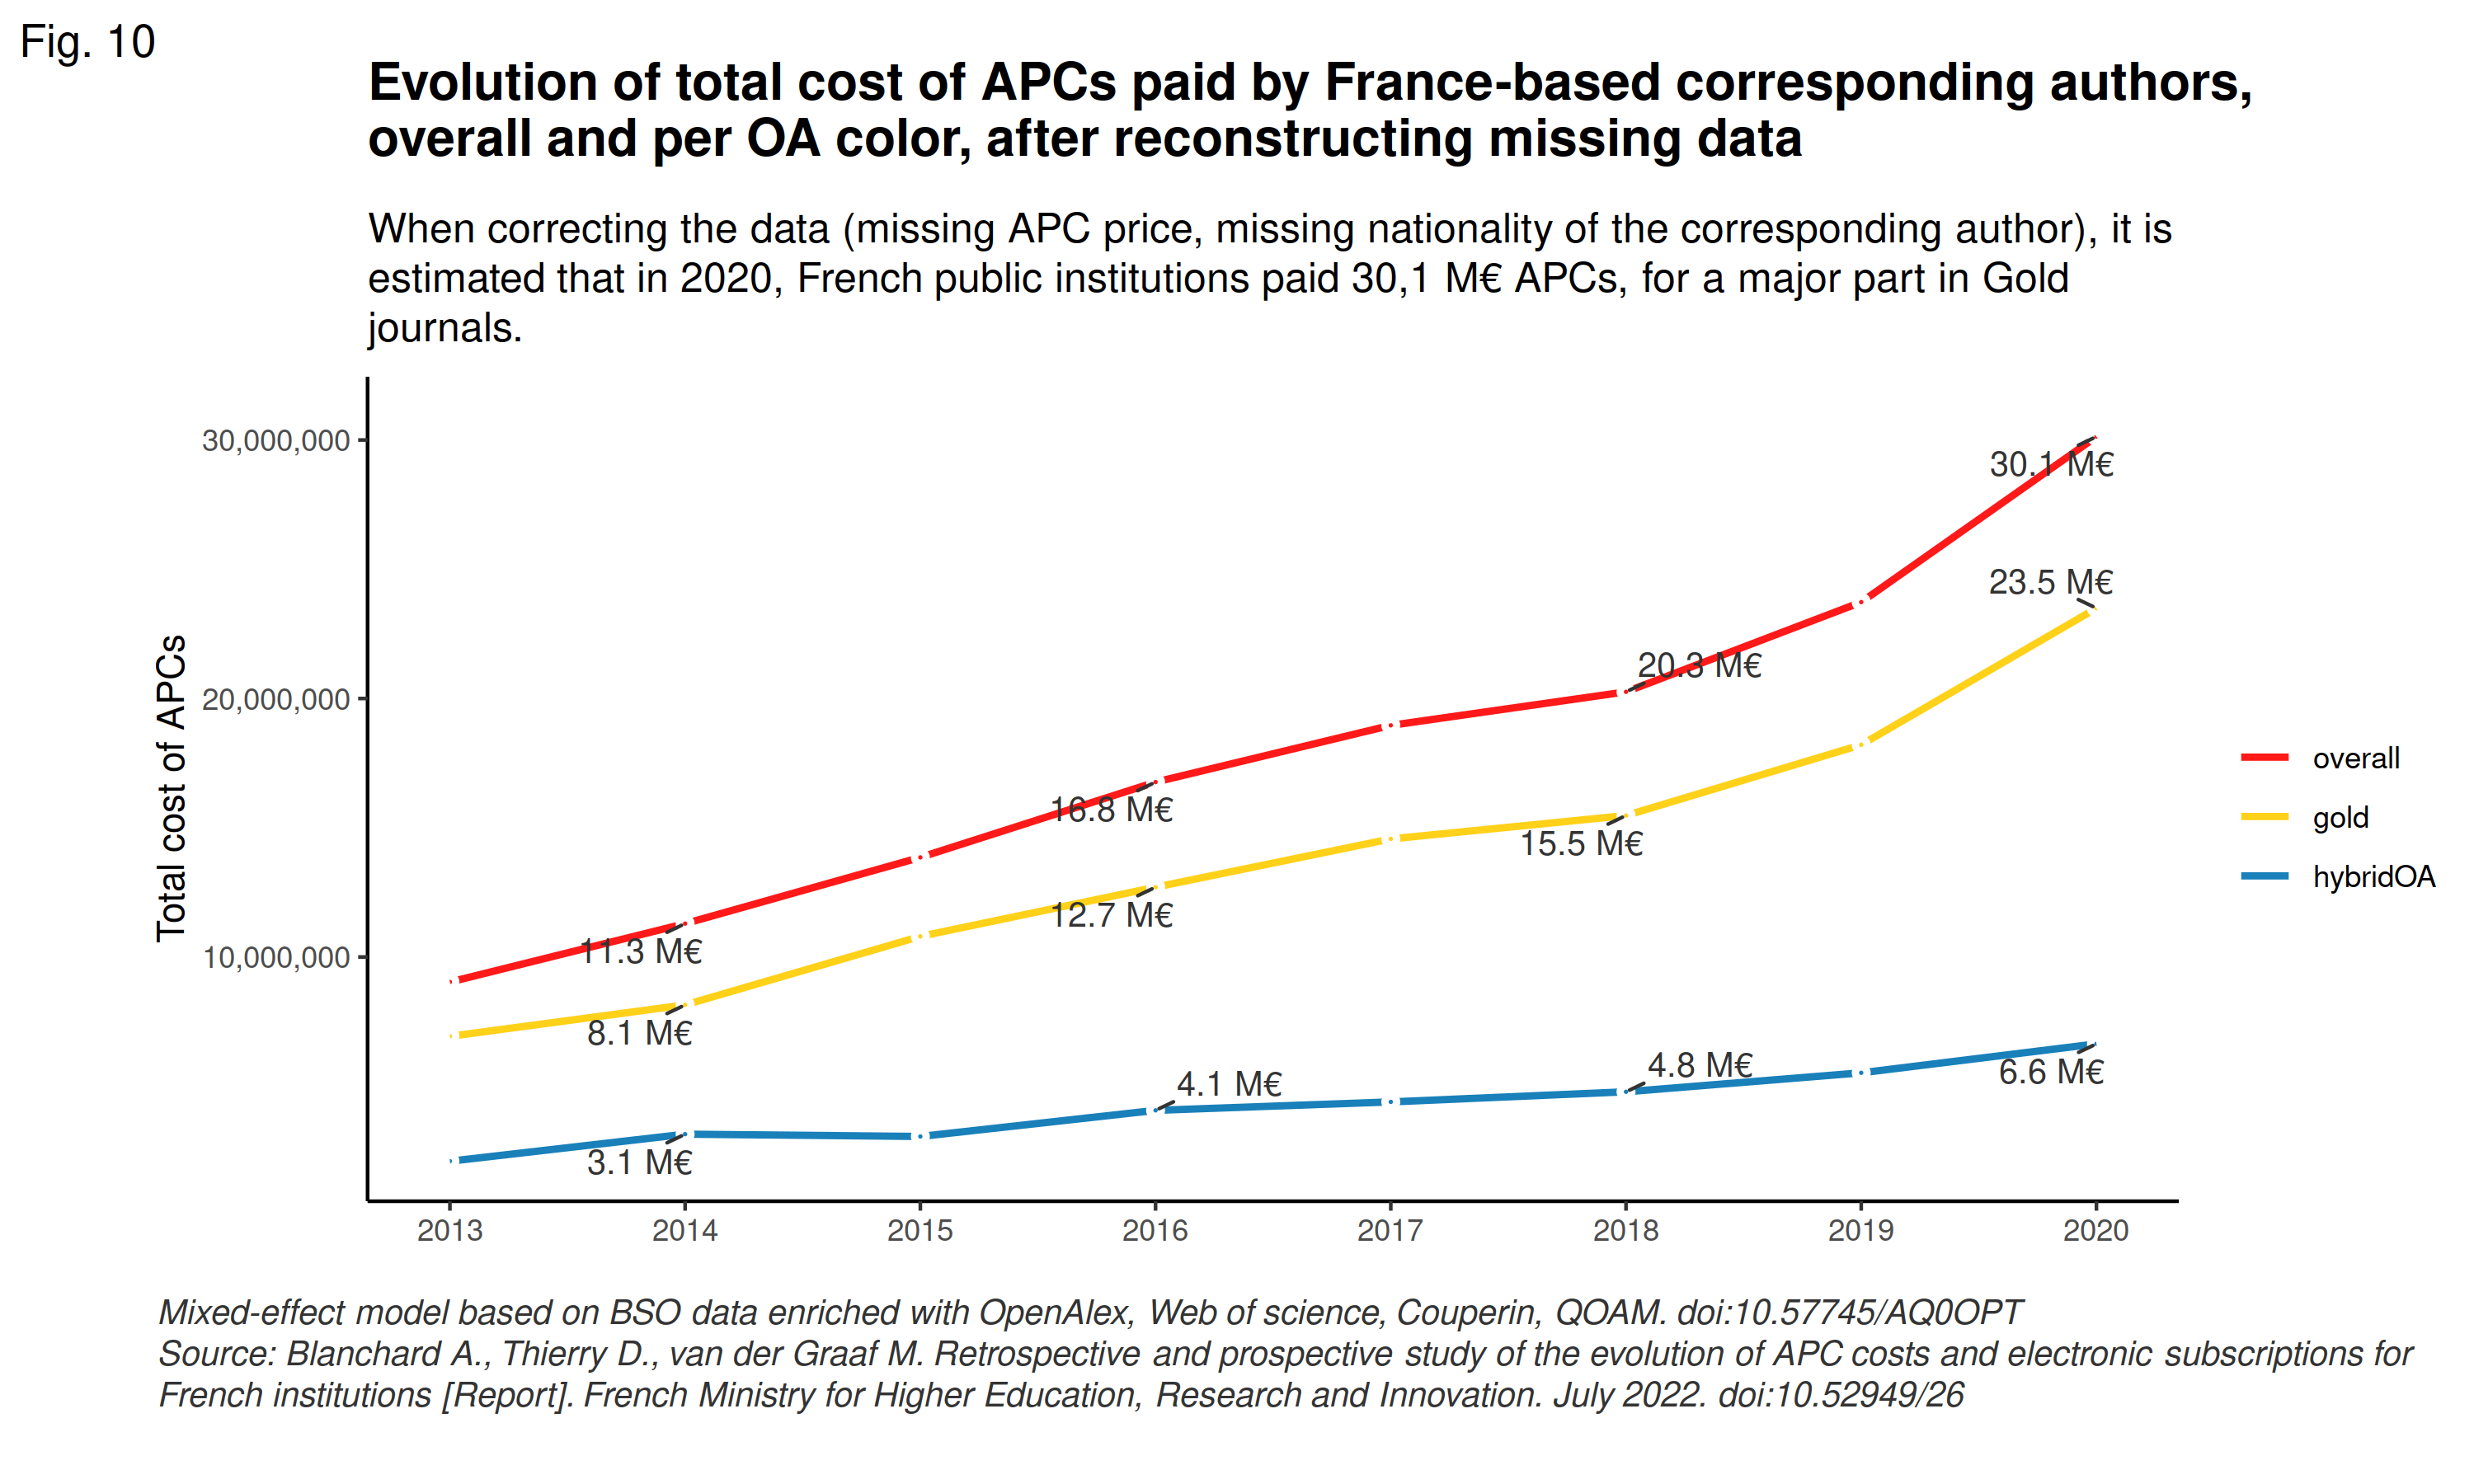 Fig. 10
Evolution of total cost of APCs paid by France-based corresponding authors,
overall and per OA color, after reconstructing missing data
When correcting the data (missing APC price, missing nationality of the corresponding author), it is
estimated that in 2020, French public institutions paid 30,1 M€ APCs, for a major part in Gold
journals.
Total cost of APCs
30,000,000
20,000,000
10,000,000
30.1 M€
23.5 M€
20.3 M€
16.8 M€
15.5 M€
12.7 M€
11.3 M€
8.1 M€
4.1 M€
4.8 M€
6.6 M€
3.1 M€
overall
gold
hybridOA
2013 2014 2015 2016 2017 2018 2019 2020
Mixed-effect model based on BSO data enriched with OpenAlex, Web of science, Couperin, QOAM. doi:10.57745/AQ0OPT
Source: Blanchard A., Thierry D., van der Graaf M. Retrospective and prospective study of the evolution of APC costs and electronic subscriptions for
French institutions [Report]. French Ministry for Higher Education, Research and Innovation. July 2022. doi:10.52949/26